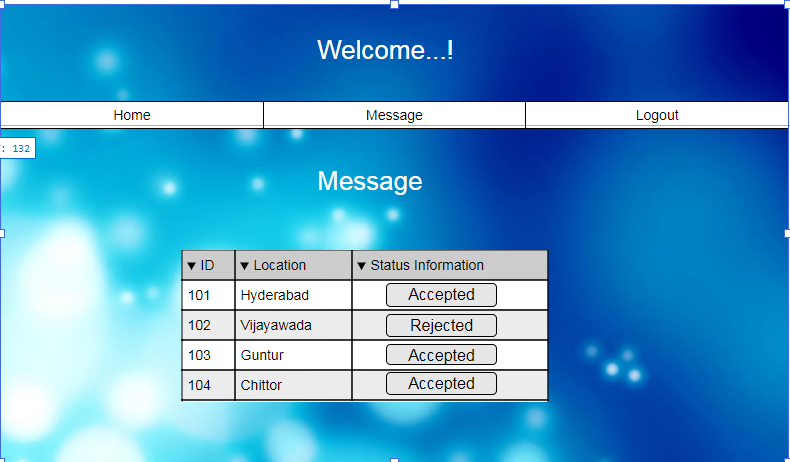 Welcome...!
Home Message Logout
: 132
Message
▼ ID ▼ Location ▼ Status Information
101 Hyderabad Accepted
102 Vijayawada Rejected
103 Guntur Accepted
104 Chittor Accepted